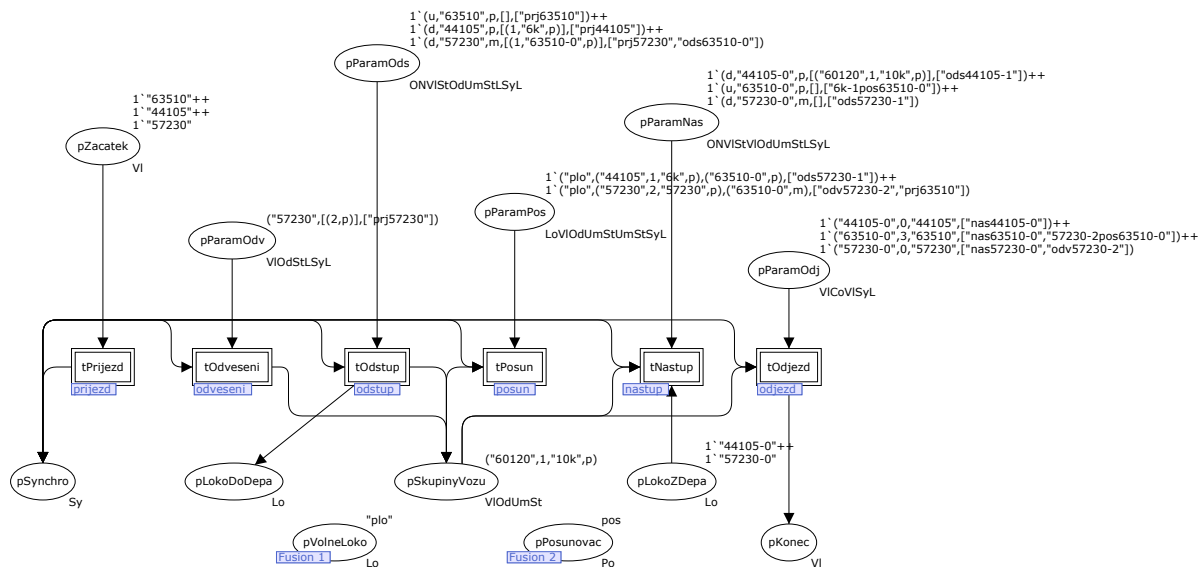 1`(u,"63510",p,[],["prj63510"])++
1`(d,"44105",p,[(1,"6k",p)],["prj44105"])++
1`(d,"57230",m,[(1,"63510-0",p)],["prj57230","ods63510-0"])
pParamOds
ONVlStOdUmStLSyL
1`(d,"44105-0",p,[("60120",1,"10k",p)],["ods44105-1"])++
1`(u,"63510-0",p,[],["6k-1pos63510-0"])++
1`(d,"57230-0",m,[],["ods57230-1"])
pParamNas
ONVlStVlOdUmStLSyL
1`"63510"++
1`"44105"++
1`"57230"
pZacatek
Vl
1`("plo",("44105",1,"6k",p),("63510-0",p),["ods57230-1"])++
1`("plo",("57230",2,"57230",p),("63510-0",m),["odv57230-2","prj63510"])
pParamPos
LoVlOdUmStUmStSyL
("57230",[(2,p)],["prj57230"])
pParamOdv
VlOdStLSyL
1`("44105-0",0,"44105",["nas44105-0"])++
1`("63510-0",3,"63510",["nas63510-0","57230-2pos63510-0"])++
1`("57230-0",0,"57230",["nas57230-0","odv57230-2"])
pParamOdj
VlCoVlSyL
tPrijezd
tOdveseni
tOdstup
tPosun
tNastup
tOdjezd
prijezd
odveseni
odstup
posun
nastup
odjezd
pSynchro
Sy
pLokoDoDepa
Lo
("60120",1,"10k",p)
pSkupinyVozu
VlOdUmSt
1`"44105-0"++
1`"57230-0"
pLokoZDepa
Lo
"plo"
pVolneLoko
Fusion 1
Lo
pos
pPosunovac
Fusion 2
Po
pKonec
Vl